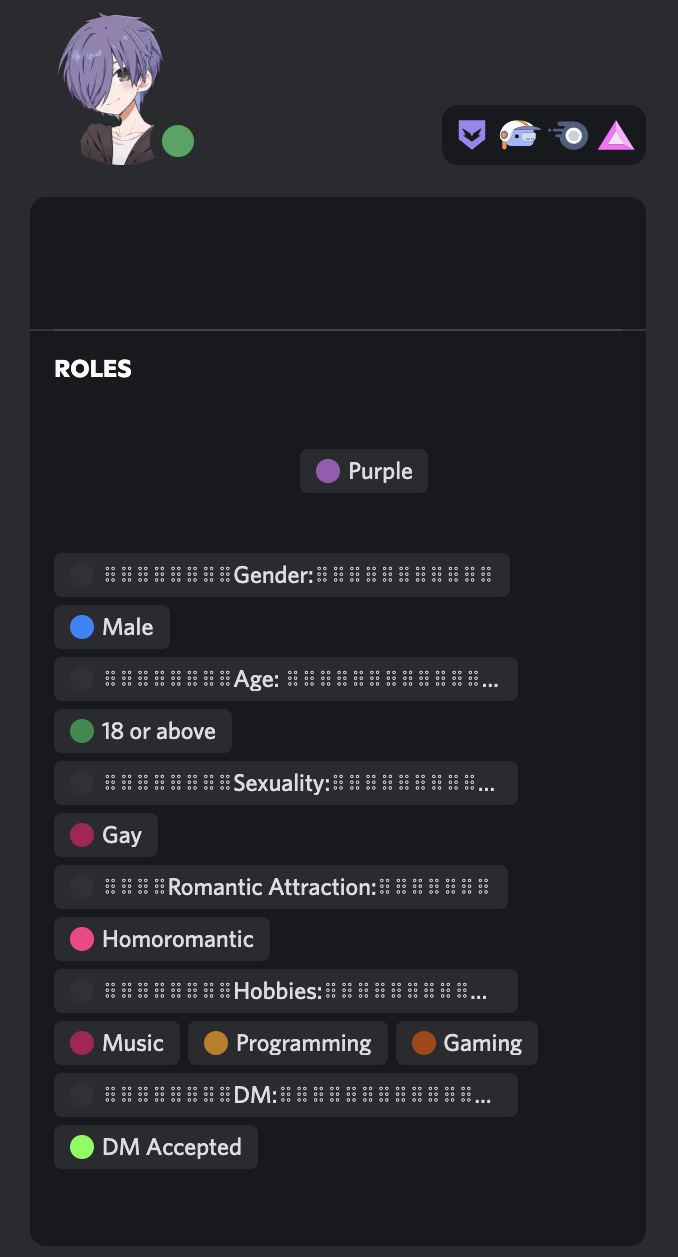 ROLES
Purple
⠿⠿⠿⠿⠿⠿⠿⠿Gender:⠿⠿⠿⠿⠿⠿⠿⠿⠿⠿⠿
Male
⠿⠿⠿⠿⠿⠿⠿⠿Age: ⠿⠿⠿⠿⠿⠿⠿⠿⠿⠿⠿⠿...
18 or above
⠿⠿⠿⠿⠿⠿⠿⠿Sexuality:⠿⠿⠿⠿⠿⠿⠿⠿⠿...
Gay
⠿⠿⠿⠿Romantic Attraction:⠿⠿⠿⠿⠿⠿⠿
Homoromantic
⠿⠿⠿⠿⠿⠿⠿⠿Hobbies:⠿⠿⠿⠿⠿⠿⠿⠿⠿...
Music Programming Gaming
⠿⠿⠿⠿⠿⠿⠿⠿DM:⠿⠿⠿⠿⠿⠿⠿⠿⠿⠿⠿⠿...
DM Accepted